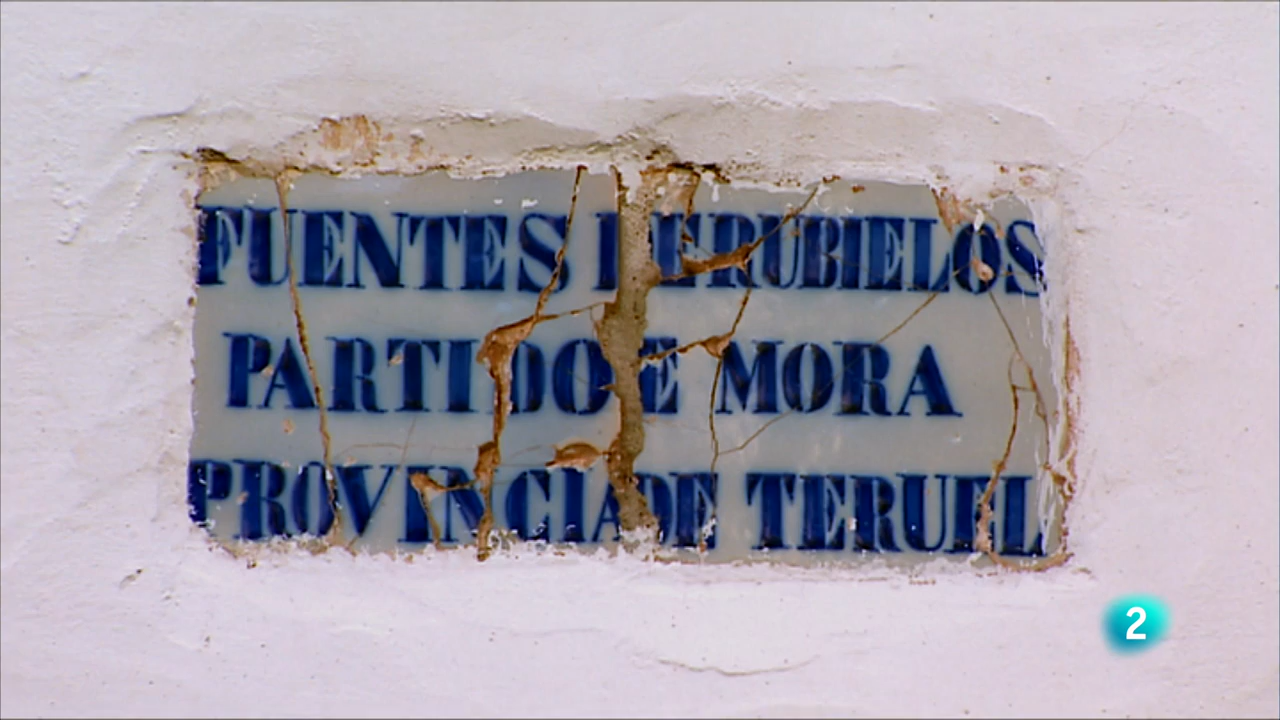 FUENTES DE RUBIELOS
PARTIDO DE MORA
PROVINCIA DE TERUEL
2